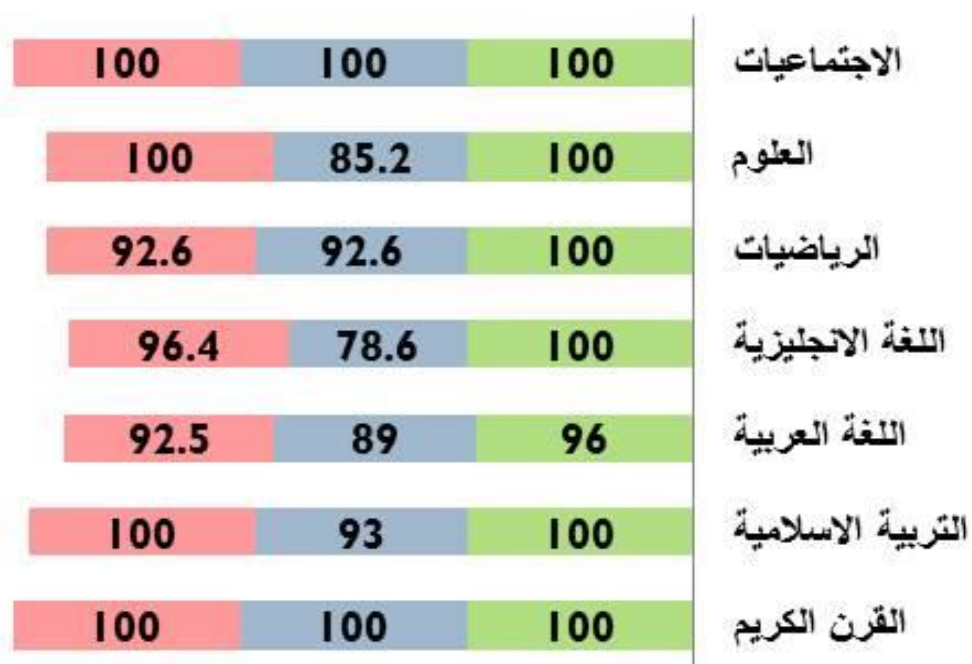 الاجتماعيات 100 100 100
العلوم 100 85.2 100
الرياضيات 100 92.6 92.6
اللغة الانجليزية 100 78.6 96.4
اللغة العربية 96 89 92.5
التربية الاسلامية 100 93 100
القرن الكريم 100 100 100